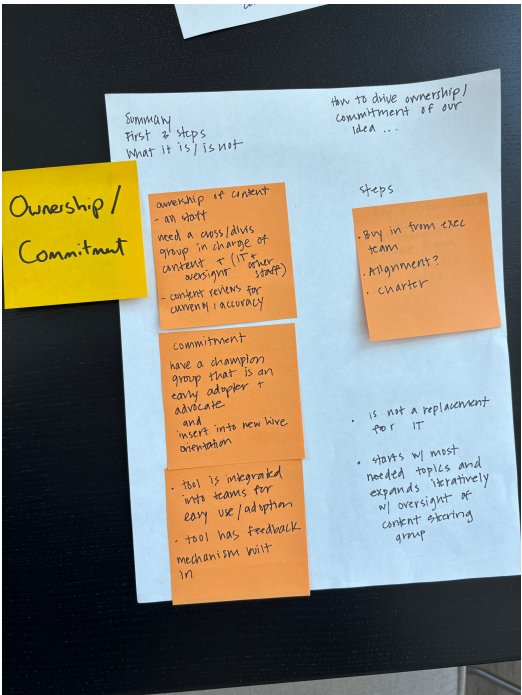 Summary
First 2 steps
What it is / is not
How to drive ownership/
commitment of our
idea ...
Ownership /
Commitment
ownership of content
- all staff
need a cross/divis
group in charge of
content + (IT +
oversight other
staff)
- content reviews for
currency & accuracy
commitment
have a champion
group that is an
early adopter +
advocate
and
insert into new hire
orientation
• tool is integrated
into teams for
easy use/adoption
• tool has feedback
mechanism built
in
steps
• Buy in from exec
team
• Alignment?
• charter
• is not a replacement
for IT
• starts w/ most
needed topics and
expands iteratively
w/ oversight of
content steering
group